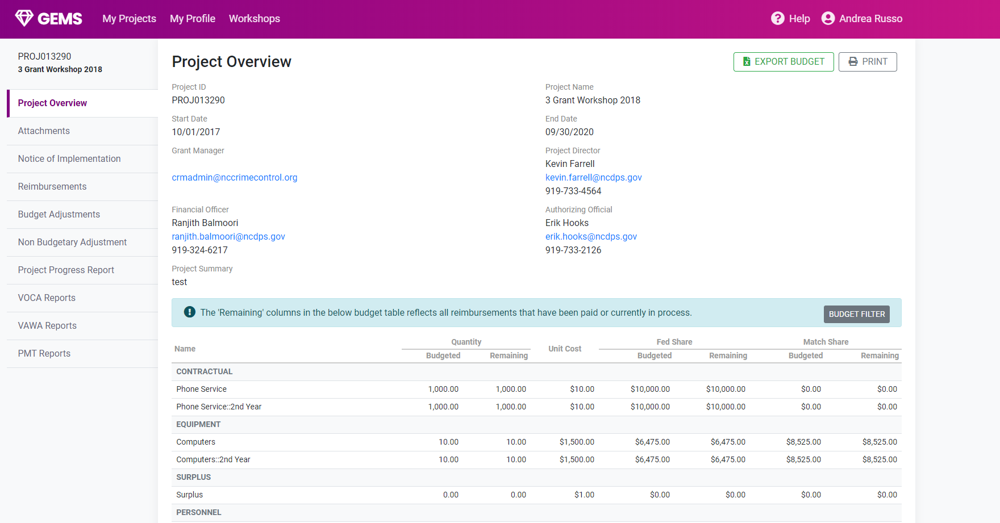 GEMS My Projects My Profile Workshops Help Andrea Russo
PROJ013290
3 Grant Workshop 2018
Project Overview
Attachments
Notice of Implementation
Reimbursements
Budget Adjustments
Non Budgetary Adjustment
Project Progress Report
VOCA Reports
VAWA Reports
PMT Reports
Project Overview EXPORT BUDGET PRINT
Project ID Project Name
PROJ013290 3 Grant Workshop 2018
Start Date End Date
10/01/2017 09/30/2020
Grant Manager Project Director
Kevin Farrell
crmadmin@nccrimecontrol.org kevin.farrell@ncdps.gov
919-733-4564
Financial Officer Authorizing Official
Ranjith Balmoori Erik Hooks
ranjith.balmoori@ncdps.gov erik.hooks@ncdps.gov
919-324-6217 919-733-2126
Project Summary
test
The 'Remaining' columns in the below budget table reflects all reimbursements that have been paid or currently in process. BUDGET FILTER
Name Quantity Unit Cost Fed Share Match Share
Budgeted Remaining Budgeted Remaining Budgeted Remaining
CONTRACTUAL
Phone Service 1,000.00 1,000.00 $10.00 $10,000.00 $10,000.00 $0.00 $0.00
Phone Service::2nd Year 1,000.00 1,000.00 $10.00 $10,000.00 $10,000.00 $0.00 $0.00
EQUIPMENT
Computers 10.00 10.00 $1,500.00 $6,475.00 $6,475.00 $8,525.00 $8,525.00
Computers::2nd Year 10.00 10.00 $1,500.00 $6,475.00 $6,475.00 $8,525.00 $8,525.00
SURPLUS
Surplus 0.00 0.00 $1.00 $0.00 $0.00 $0.00 $0.00
PERSONNEL